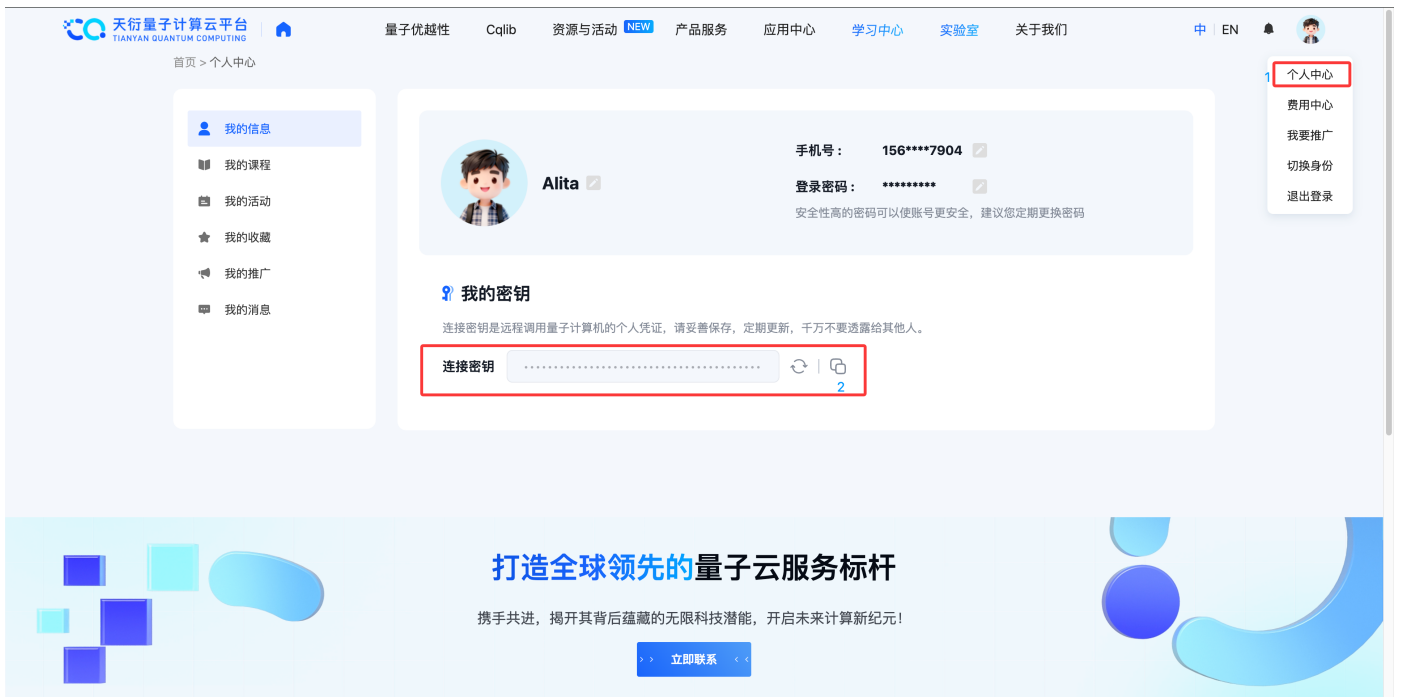 天衍量子计算云平台
TIANYAN QUANTUM COMPUTING
量子优越性 Cqlib 资源与活动 NEW 产品服务 应用中心 学习中心 实验室 关于我们 中 EN
首页 > 个人中心
1 个人中心
费用中心
我要推广
切换身份
退出登录
我的信息
我的课程
我的活动
我的收藏
我的推广
我的消息
Alita
手机号: 156****7904
登录密码: *********
安全性高的密码可以使账号更安全，建议您定期更换密码
我的密钥
连接密钥是远程调用量子计算机的个人凭证，请妥善保存，定期更新，千万不要透露给其他人。
连接密钥
2
打造全球领先的量子云服务标杆
携手共进，揭开其背后蕴藏的无限科技潜能，开启未来计算新纪元！
›› 立即联系 ‹‹